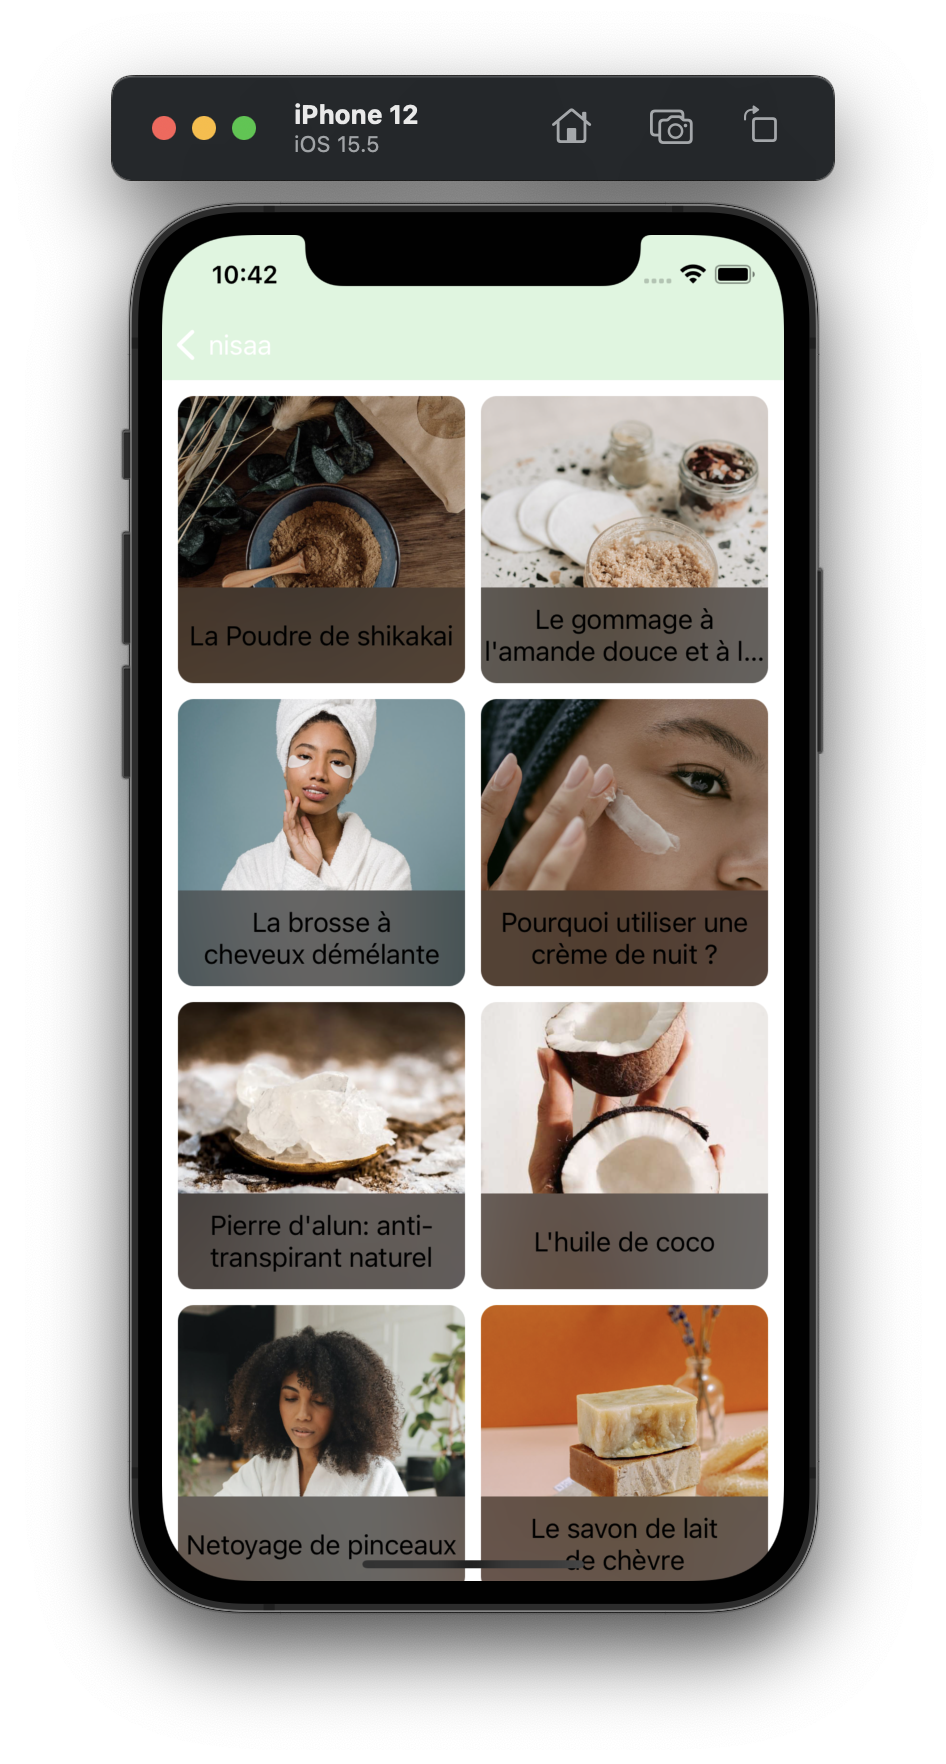 iPhone 12
iOS 15.5
10:42
nisaa
La Poudre de shikakai
Le gommage à
l'amande douce et à l...
La brosse à
cheveux démélante
Pourquoi utiliser une
crème de nuit ?
Pierre d'alun: anti-
transpirant naturel
L'huile de coco
Netoyage de pinceaux
Le savon de lait
de chèvre